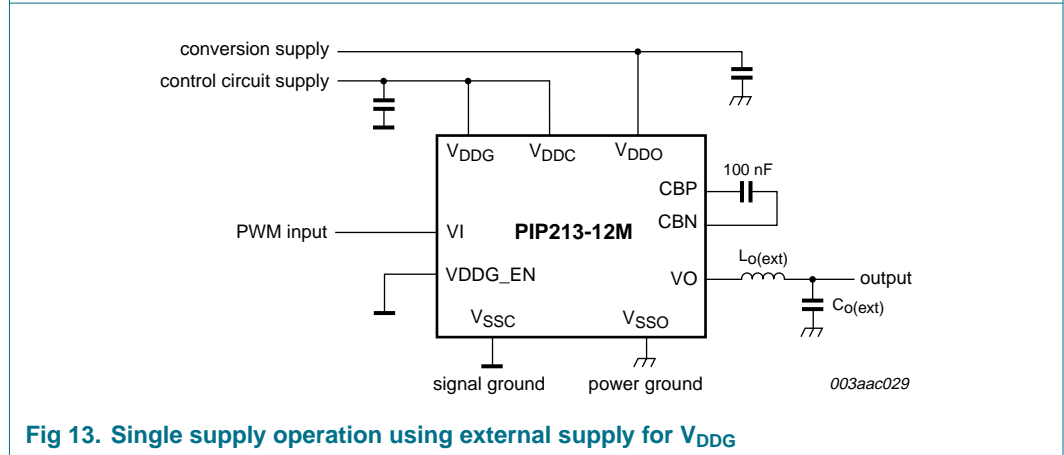 conversion supply
control circuit supply
VDDG VDDC VDDO
100 nF
CBP
CBN
PWM input
VI
PIP213-12M
Lo(ext)
VDDG_EN
VO
output
Co(ext)
VSSC
VSSO
signal ground
power ground
003aac029
Fig 13. Single supply operation using external supply for VDDG